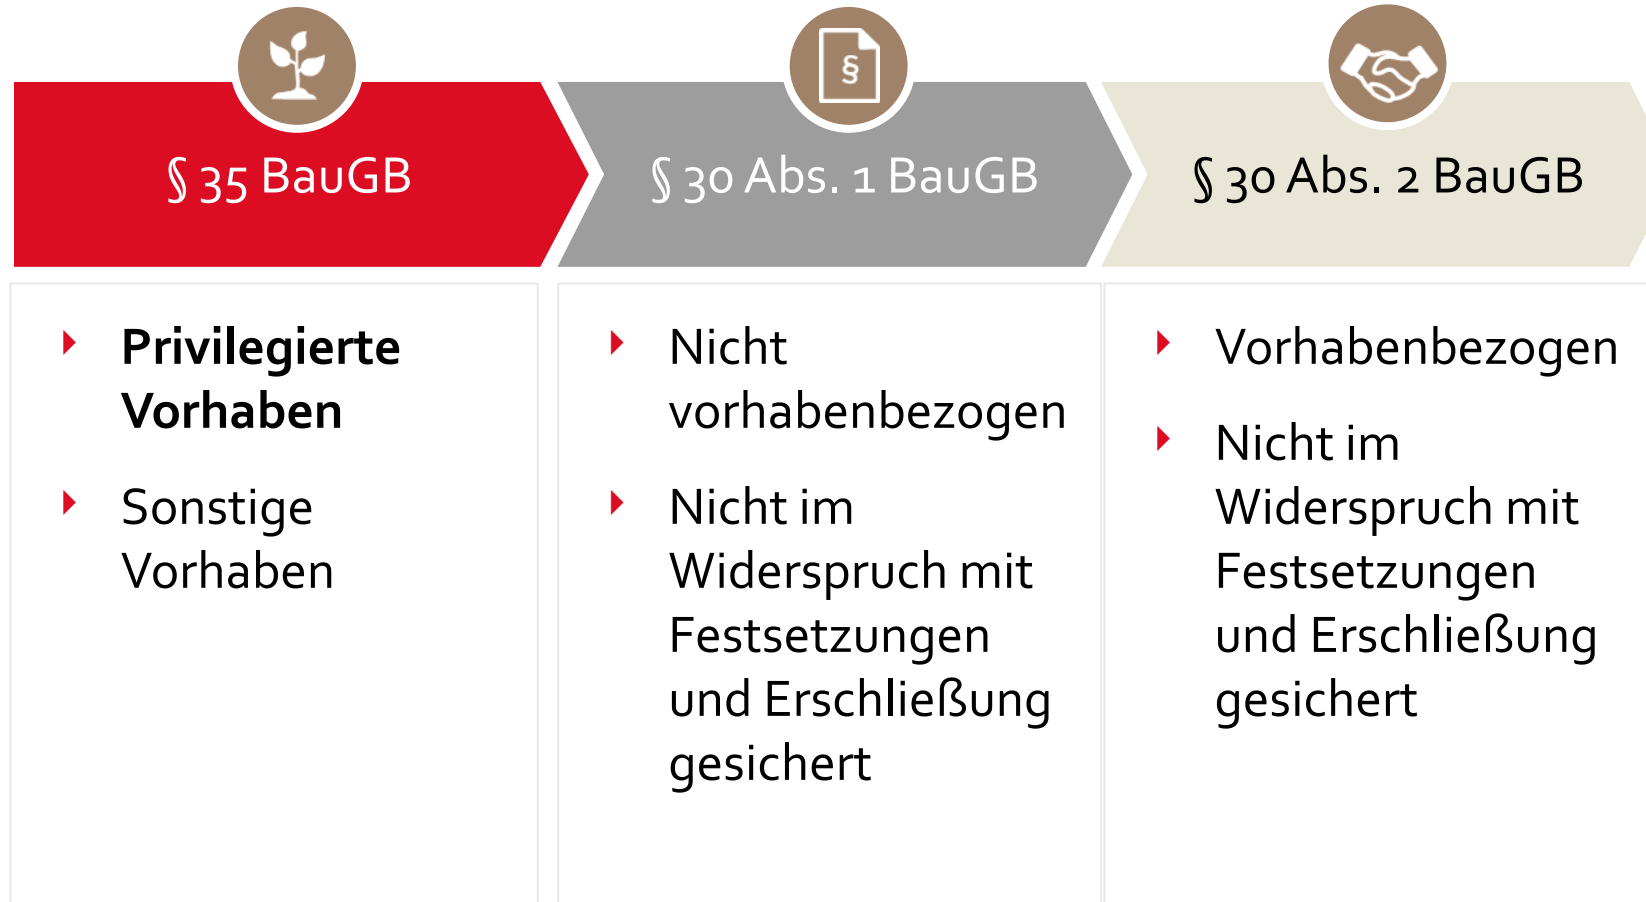 §
§ 35 BauGB
§ 30 Abs. 1 BauGB
§ 30 Abs. 2 BauGB
Privilegierte
Vorhaben
Sonstige
Vorhaben
Nicht
vorhabenbezogen
Nicht im
Widerspruch mit
Festsetzungen
und Erschließung
gesichert
Vorhabenbezogen
Nicht im
Widerspruch mit
Festsetzungen
und Erschließung
gesichert